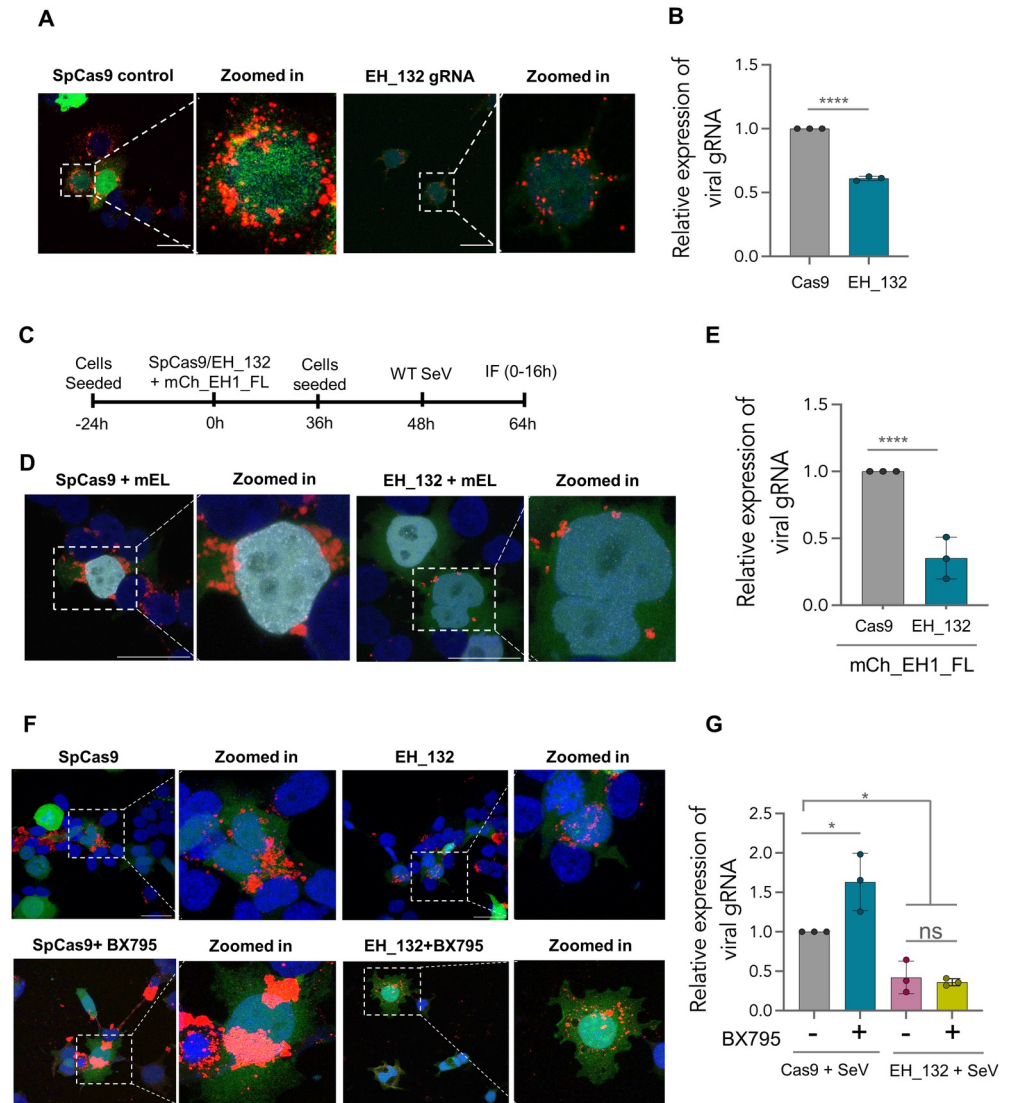 A
SpCas9 control
Zoomed in
EH_132 gRNA
Zoomed in
B
Relative expression of
viral gRNA
1.5
1.0
0.5
0.0
****
Cas9
EH_132
C
Cells
Seeded
SpCas9/EH_132
+ mCh_EH1_FL
Cells
seeded
WT SeV
IF (0-16h)
-24h
0h
36h
48h
64h
D
SpCas9 + mEL
Zoomed in
EH_132 + mEL
Zoomed in
E
Relative expression of
viral gRNA
1.5
1.0
0.5
0.0
****
Cas9
EH_132
mCh_EH1_FL
F
SpCas9
Zoomed in
EH_132
Zoomed in
SpCas9+ BX795
Zoomed in
EH_132+BX795
Zoomed in
G
Relative expression of
viral gRNA
2.5
2.0
1.5
1.0
0.5
0.0
*
*
ns
BX795
-
+
-
+
Cas9 + SeV
EH_132 + SeV